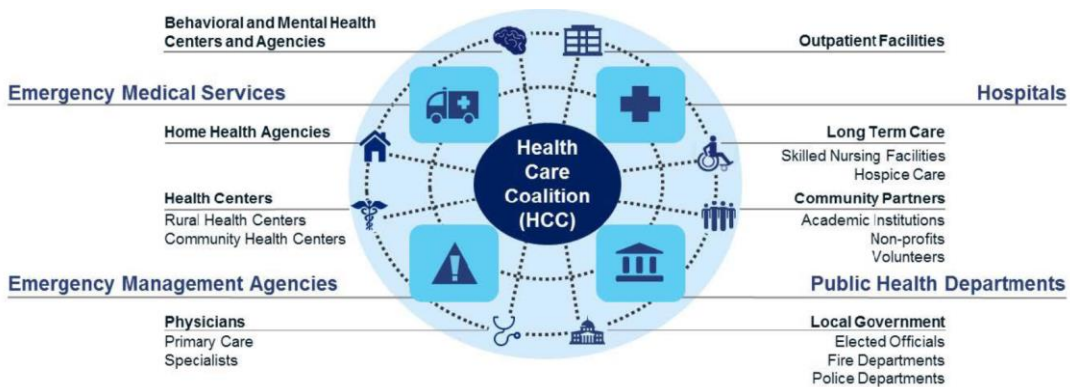 Behavioral and Mental Health
Centers and Agencies
Outpatient Facilities
Emergency Medical Services
Hospitals
Home Health Agencies
Long Term Care
Skilled Nursing Facilities
Hospice Care
Health
Care
Coalition
(HCC)
Health Centers
Rural Health Centers
Community Health Centers
Community Partners
Academic Institutions
Non-profits
Volunteers
Emergency Management Agencies
Public Health Departments
Physicians
Primary Care
Specialists
Local Government
Elected Officials
Fire Departments
Police Departments